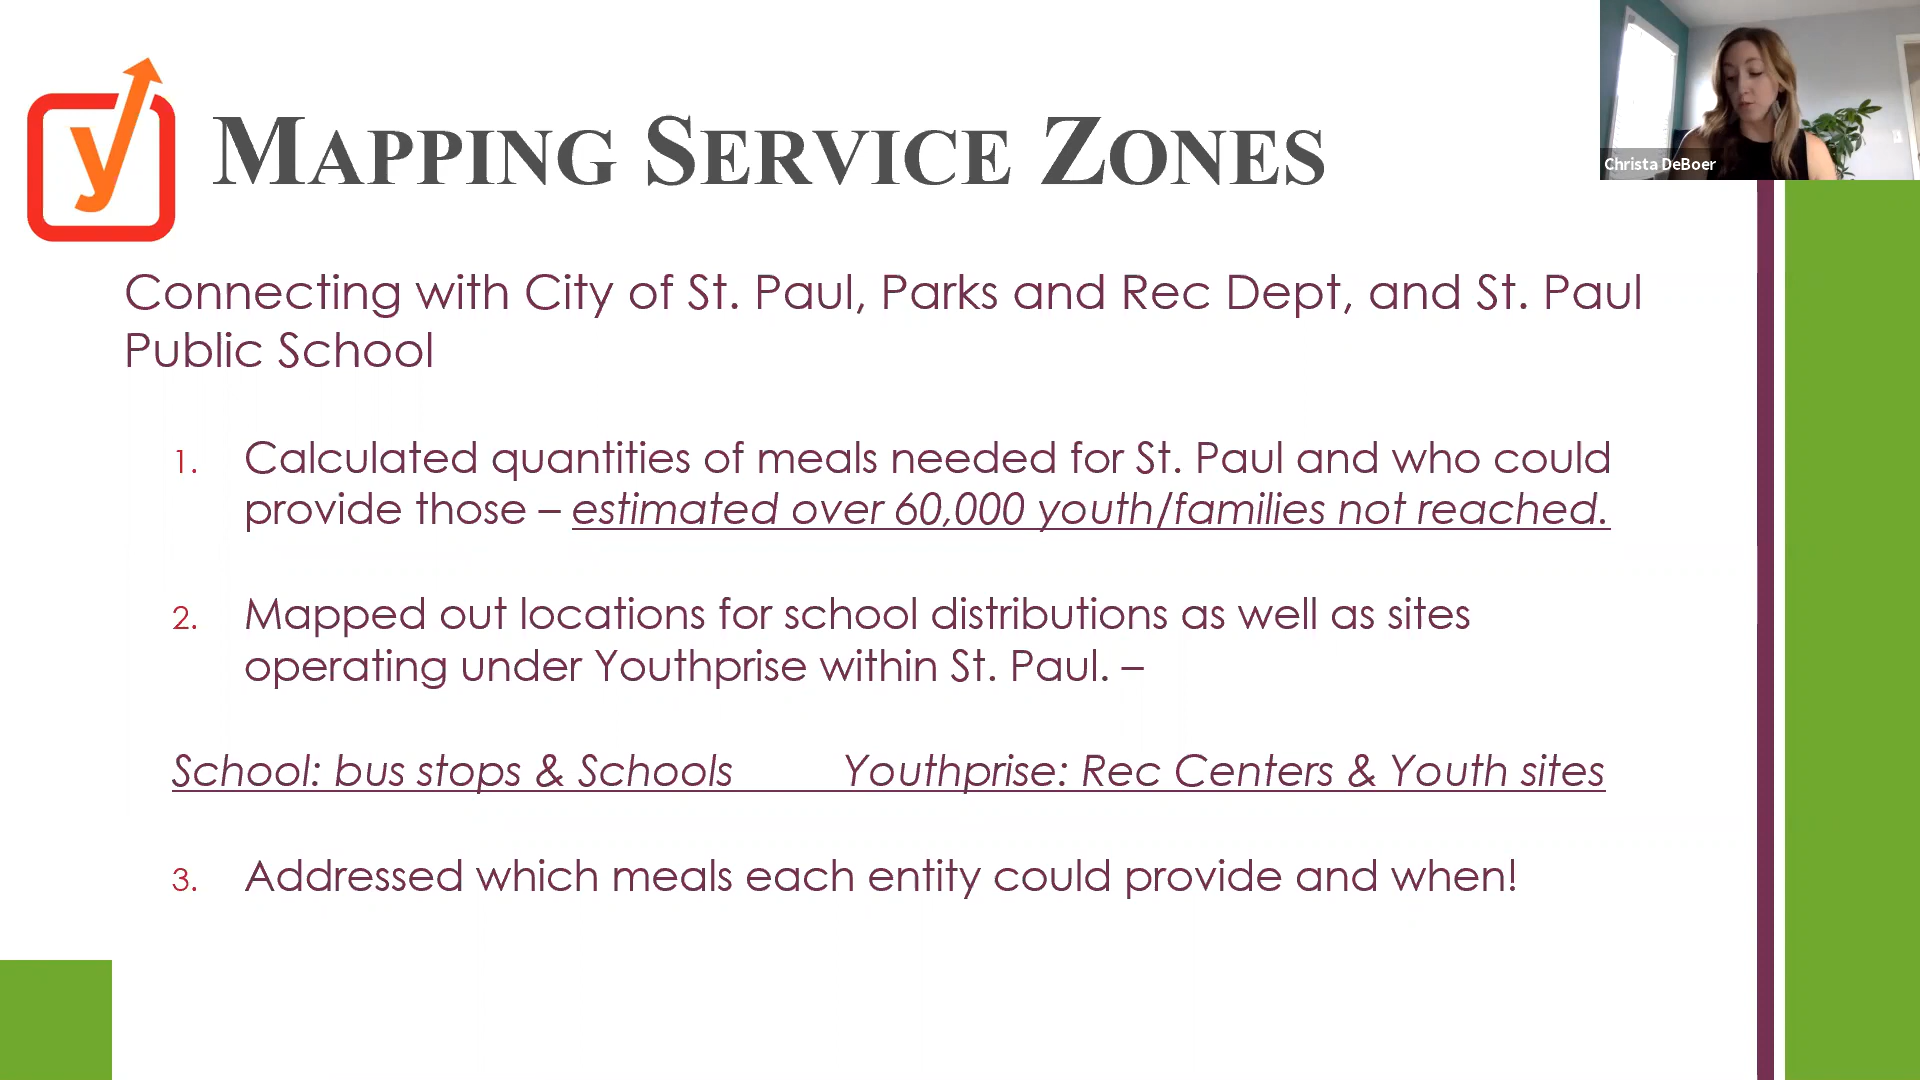 y
MAPPING SERVICE ZONES
Christa DeBoer
Connecting with City of St. Paul, Parks and Rec Dept, and St. Paul
Public School
1. Calculated quantities of meals needed for St. Paul and who could
provide those – estimated over 60,000 youth/families not reached.
2. Mapped out locations for school distributions as well as sites
operating under Youthprise within St. Paul. –
School: bus stops & Schools Youthprise: Rec Centers & Youth sites
3. Addressed which meals each entity could provide and when!